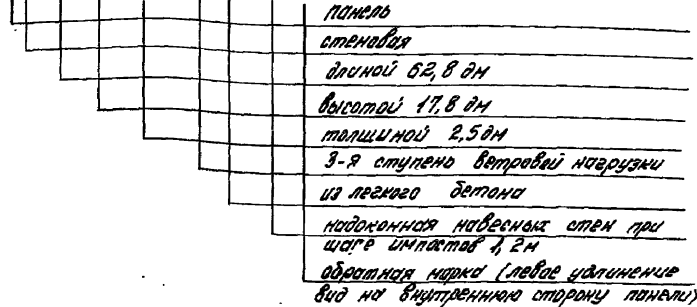 панель
стеновая
длиной 62,8 дм
высотой 17,8 дм
толщиной 2,5 дм
3-я ступень ветровой нагрузки
из легкого бетона
надоконная навесных стен при
шаге импостов 1,2м
обратная марка (левое удлинение
вид на внутреннюю сторону панели)